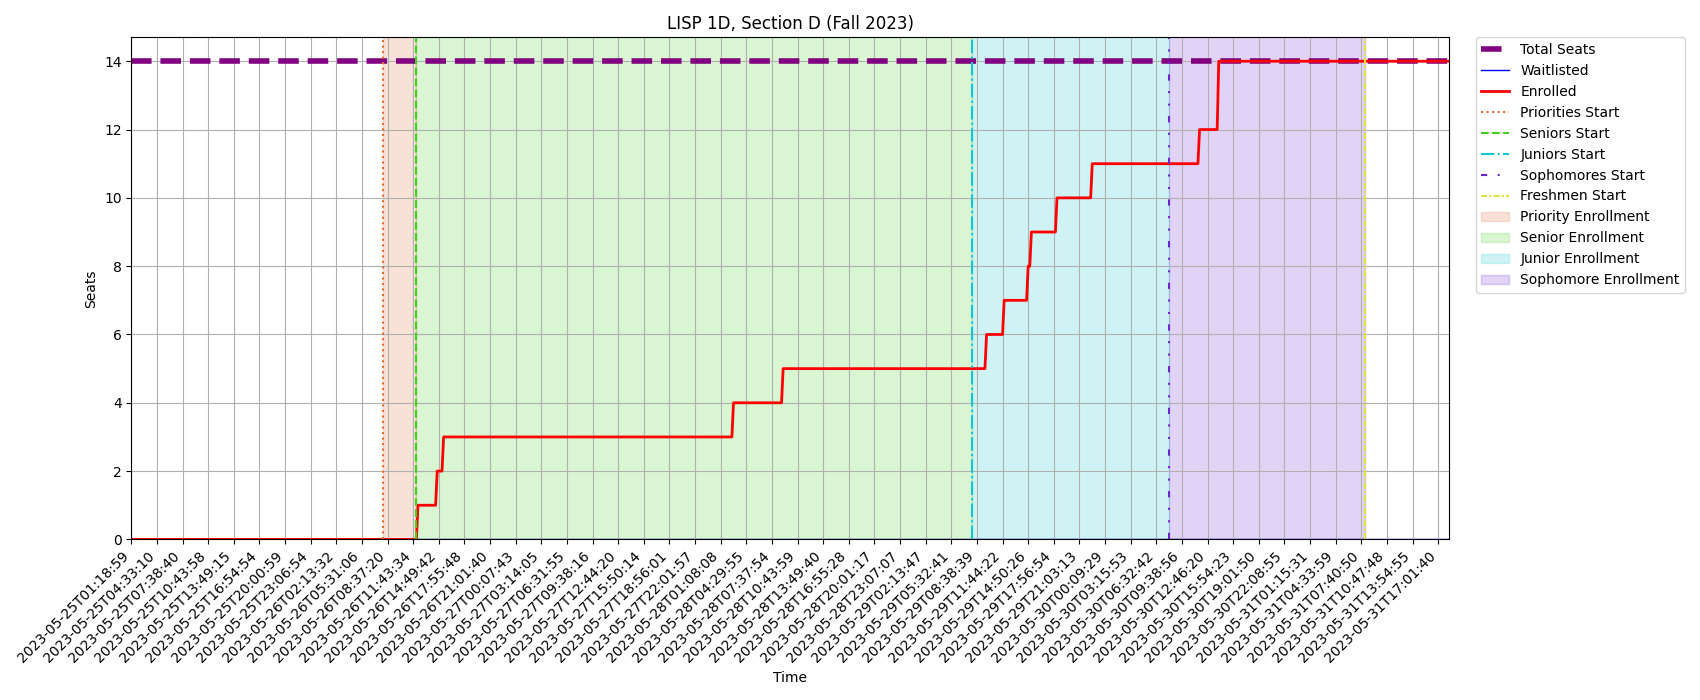 LISP 1D, Section D (Fall 2023)
Total Seats
Waitlisted
Enrolled
Priorities Start
Seniors Start
Juniors Start
Sophomores Start
Freshmen Start
Priority Enrollment
Senior Enrollment
Junior Enrollment
Sophomore Enrollment
Seats
14
12
10
8
6
4
2
0
2023-05-25T01:18:59
2023-05-25T04:33:10
2023-05-25T07:38:40
2023-05-25T10:43:58
2023-05-25T13:49:15
2023-05-25T16:54:54
2023-05-25T20:00:59
2023-05-25T23:06:54
2023-05-26T02:13:32
2023-05-26T05:31:06
2023-05-26T08:37:20
2023-05-26T11:43:34
2023-05-26T14:49:42
2023-05-26T17:55:48
2023-05-26T21:01:40
2023-05-27T00:07:43
2023-05-27T03:14:05
2023-05-27T06:31:55
2023-05-27T09:38:16
2023-05-27T12:44:20
2023-05-27T15:50:14
2023-05-27T18:56:01
2023-05-27T22:01:57
2023-05-28T01:08:08
2023-05-28T04:29:55
2023-05-28T07:37:54
2023-05-28T10:43:59
2023-05-28T13:49:40
2023-05-28T16:55:28
2023-05-28T20:01:17
2023-05-28T23:07:07
2023-05-29T02:13:47
2023-05-29T05:32:41
2023-05-29T08:38:39
2023-05-29T11:44:22
2023-05-29T14:50:26
2023-05-29T17:56:54
2023-05-29T21:03:13
2023-05-30T00:09:29
2023-05-30T03:15:53
2023-05-30T06:32:42
2023-05-30T09:38:56
2023-05-30T12:46:20
2023-05-30T15:54:23
2023-05-30T19:01:50
2023-05-30T22:08:55
2023-05-31T01:15:31
2023-05-31T04:33:59
2023-05-31T07:40:50
2023-05-31T10:47:48
2023-05-31T13:54:55
2023-05-31T17:01:40
Time